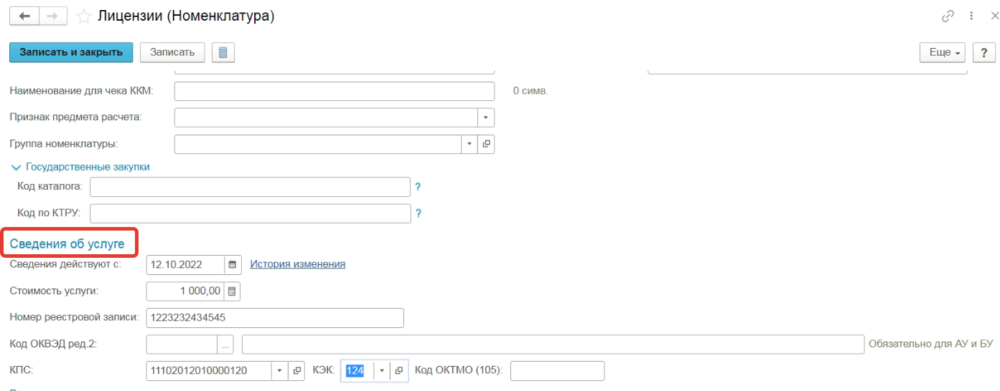 Лицензии (Номенклатура)
Записать и закрыть Записать Еще ?
Наименование для чека ККМ: 0 симв.
Признак предмета расчета:
Группа номенклатуры:
Государственные закупки
Код каталога: ?
Код по КТРУ: ?
Сведения об услуге
Сведения действуют с: 12.10.2022 История изменения
Стоимость услуги: 1 000,00
Номер реестровой записи: 1223232434545
Код ОКВЭД ред.2: ... Обязательно для АУ и БУ
КПС: 11102012010000120 КЭК: 124 Код ОКТМО (105):